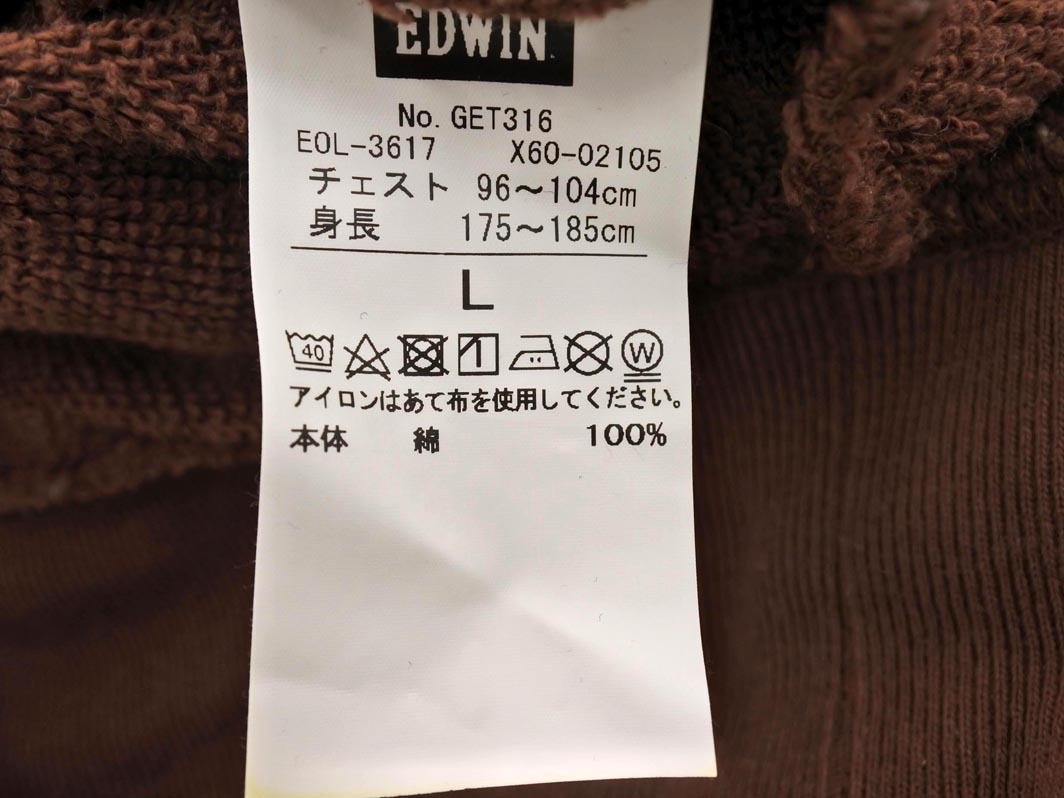 EDWIN
No. GET316
EOL-3617 X60-02105
チェスト 96～104cm
身長 175～185cm
L
40 W
アイロンはあて布を使用してください。
本体 綿 100%